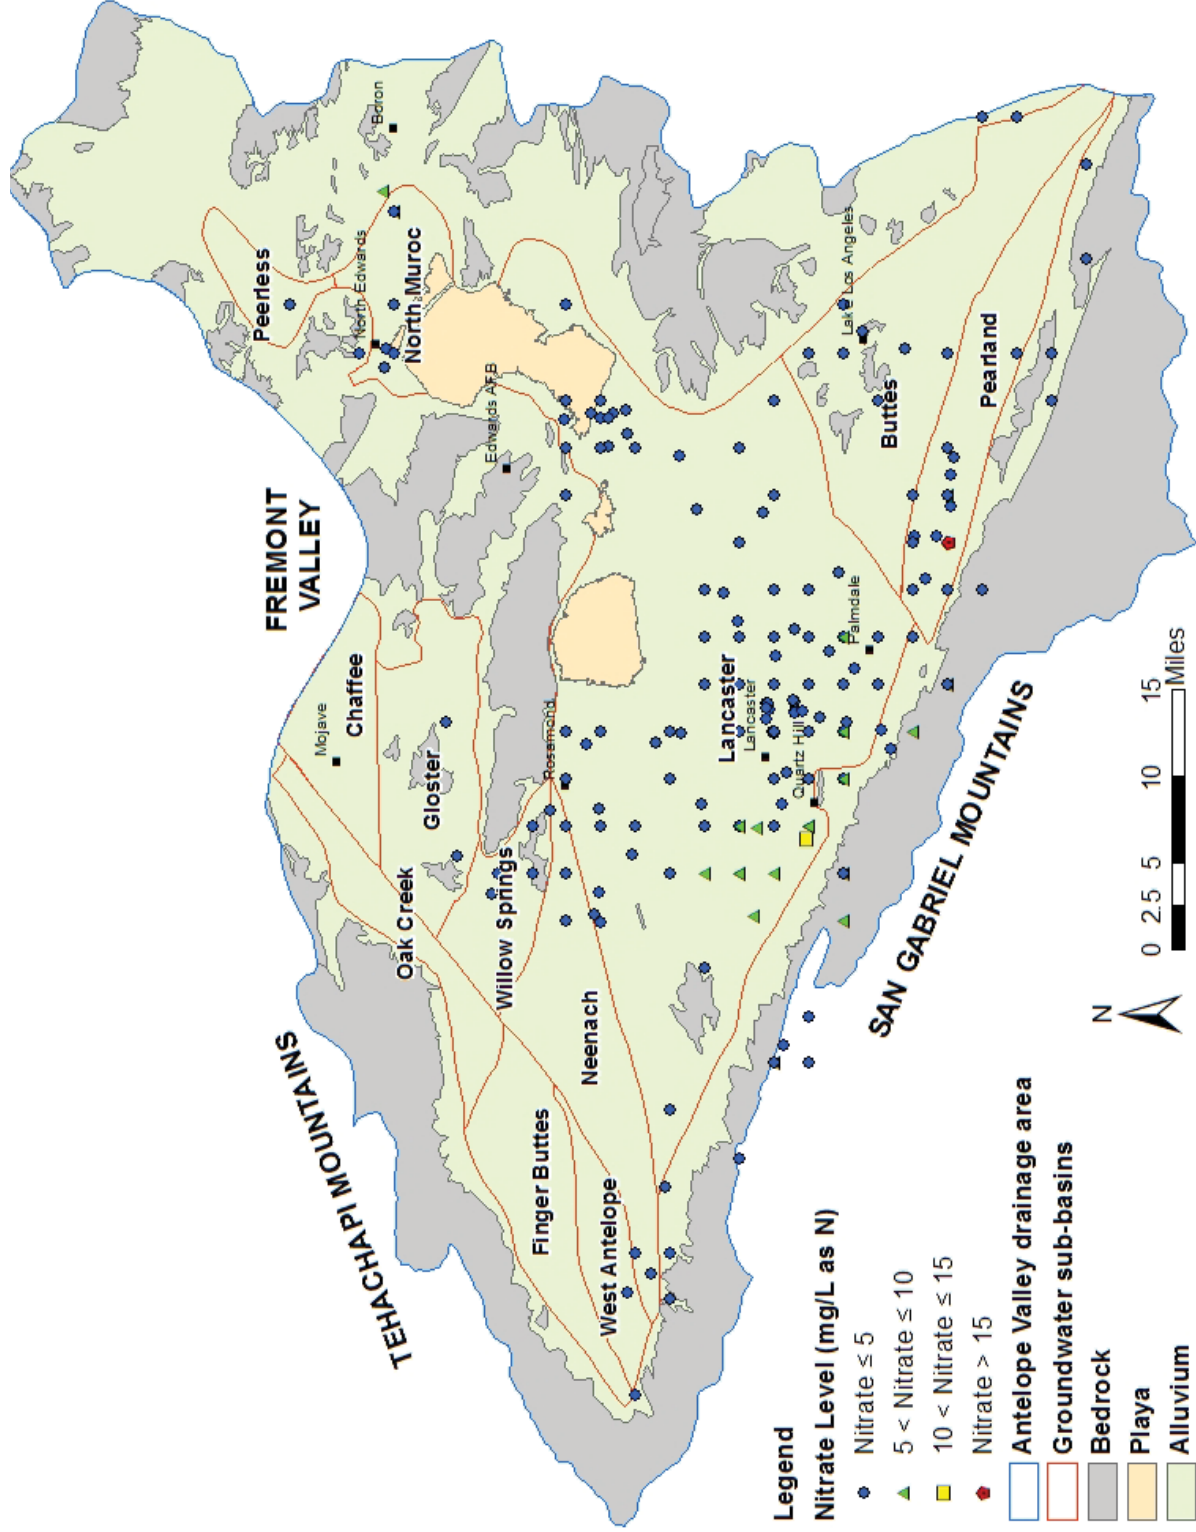 TEHACHAPI MOUNTAINS
FREMONT
VALLEY
SAN GABRIEL MOUNTAINS
Peerless
Boron
North Edwards
North Muroc
Edwards AFB
Mojave
Chaffee
Gloster
Oak Creek
Willow Springs
Rosamond
Finger Buttes
West Antelope
Neenach
Lancaster
Lancaster
Quartz Hill
Palmdale
Lake Los Angeles
Buttes
Pearland
Legend
Nitrate Level (mg/L as N)
Nitrate ≤ 5
5 < Nitrate ≤ 10
10 < Nitrate ≤ 15
Nitrate > 15
Antelope Valley drainage area
Groundwater sub-basins
Bedrock
Playa
Alluvium
N
0 2.5 5 10 15
Miles